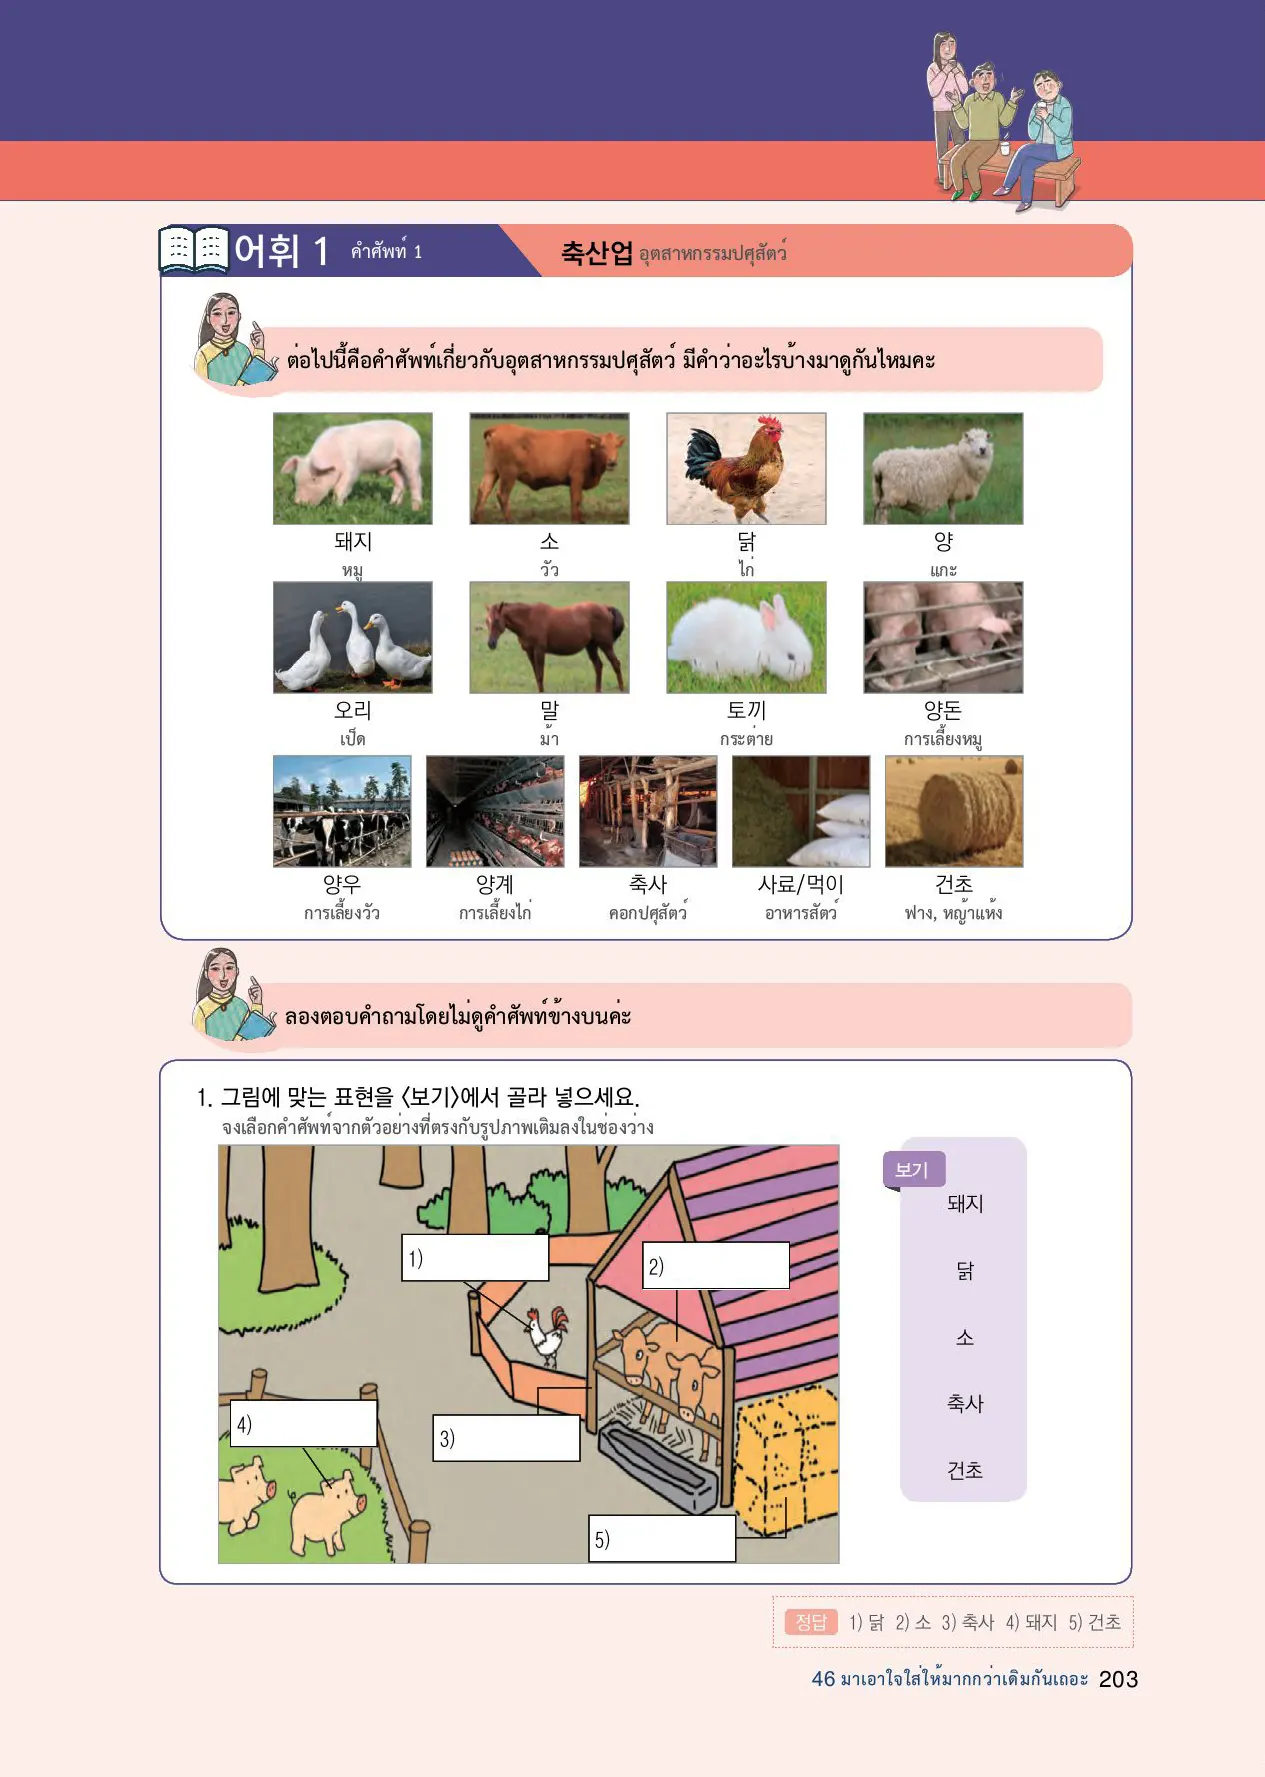 어휘 1 คำศัพท์ 1 축산업 อุตสาหกรรมปศุสัตว์
ต่อไปนี้คือคำศัพท์เกี่ยวกับอุตสาหกรรมปศุสัตว์ มีคำว่าอะไรบ้างมาดูกันไหมคะ
돼지 소 닭 양
หมู วัว ไก่ แกะ
오리 말 토끼 양돈
เป็ด ม้า กระต่าย การเลี้ยงหมู
양우 양계 축사 사료/먹이 건초
การเลี้ยงวัว การเลี้ยงไก่ คอกปศุสัตว์ อาหารสัตว์ ฟาง, หญ้าแห้ง
ลองตอบคำถามโดยไม่ดูคำศัพท์ข้างบนค่ะ
1. 그림에 맞는 표현을 <보기>에서 골라 넣으세요.
จงเลือกคำศัพท์จากตัวอย่างที่ตรงกับรูปภาพเติมลงในช่องว่าง
1)
2)
3)
4)
5)
보기
돼지
닭
소
축사
건초
정답 1) 닭 2) 소 3) 축사 4) 돼지 5) 건초
46 มาเอาใจใส่ให้มากกว่าเดิมกันเถอะ 203